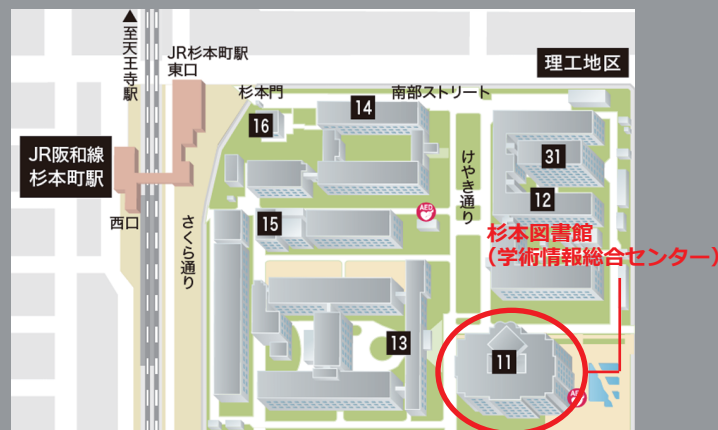 ▲至天王寺駅
JR杉本町駅
東口
理工地区
杉本門
14
南部ストリート
16
JR阪和線
杉本町駅
けやき通り
31
12
西口
さくら通り
15
AED
杉本図書館
（学術情報総合センター）
13
11
AED